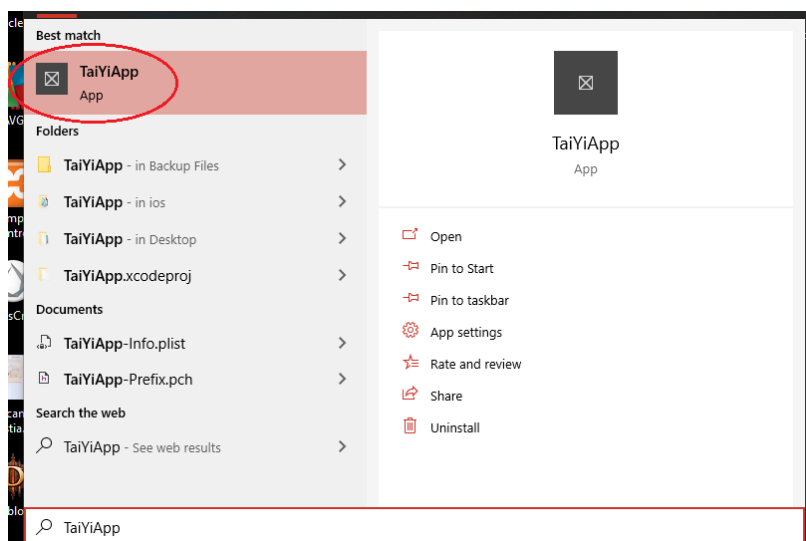 Best match
TaiYiApp
App
Folders
TaiYiApp - in Backup Files
TaiYiApp - in ios
TaiYiApp - in Desktop
TaiYiApp.xcodeproj
Documents
TaiYiApp-Info.plist
TaiYiApp-Prefix.pch
Search the web
TaiYiApp - See web results
TaiYiApp
TaiYiApp
App
Open
Pin to Start
Pin to taskbar
App settings
Rate and review
Share
Uninstall